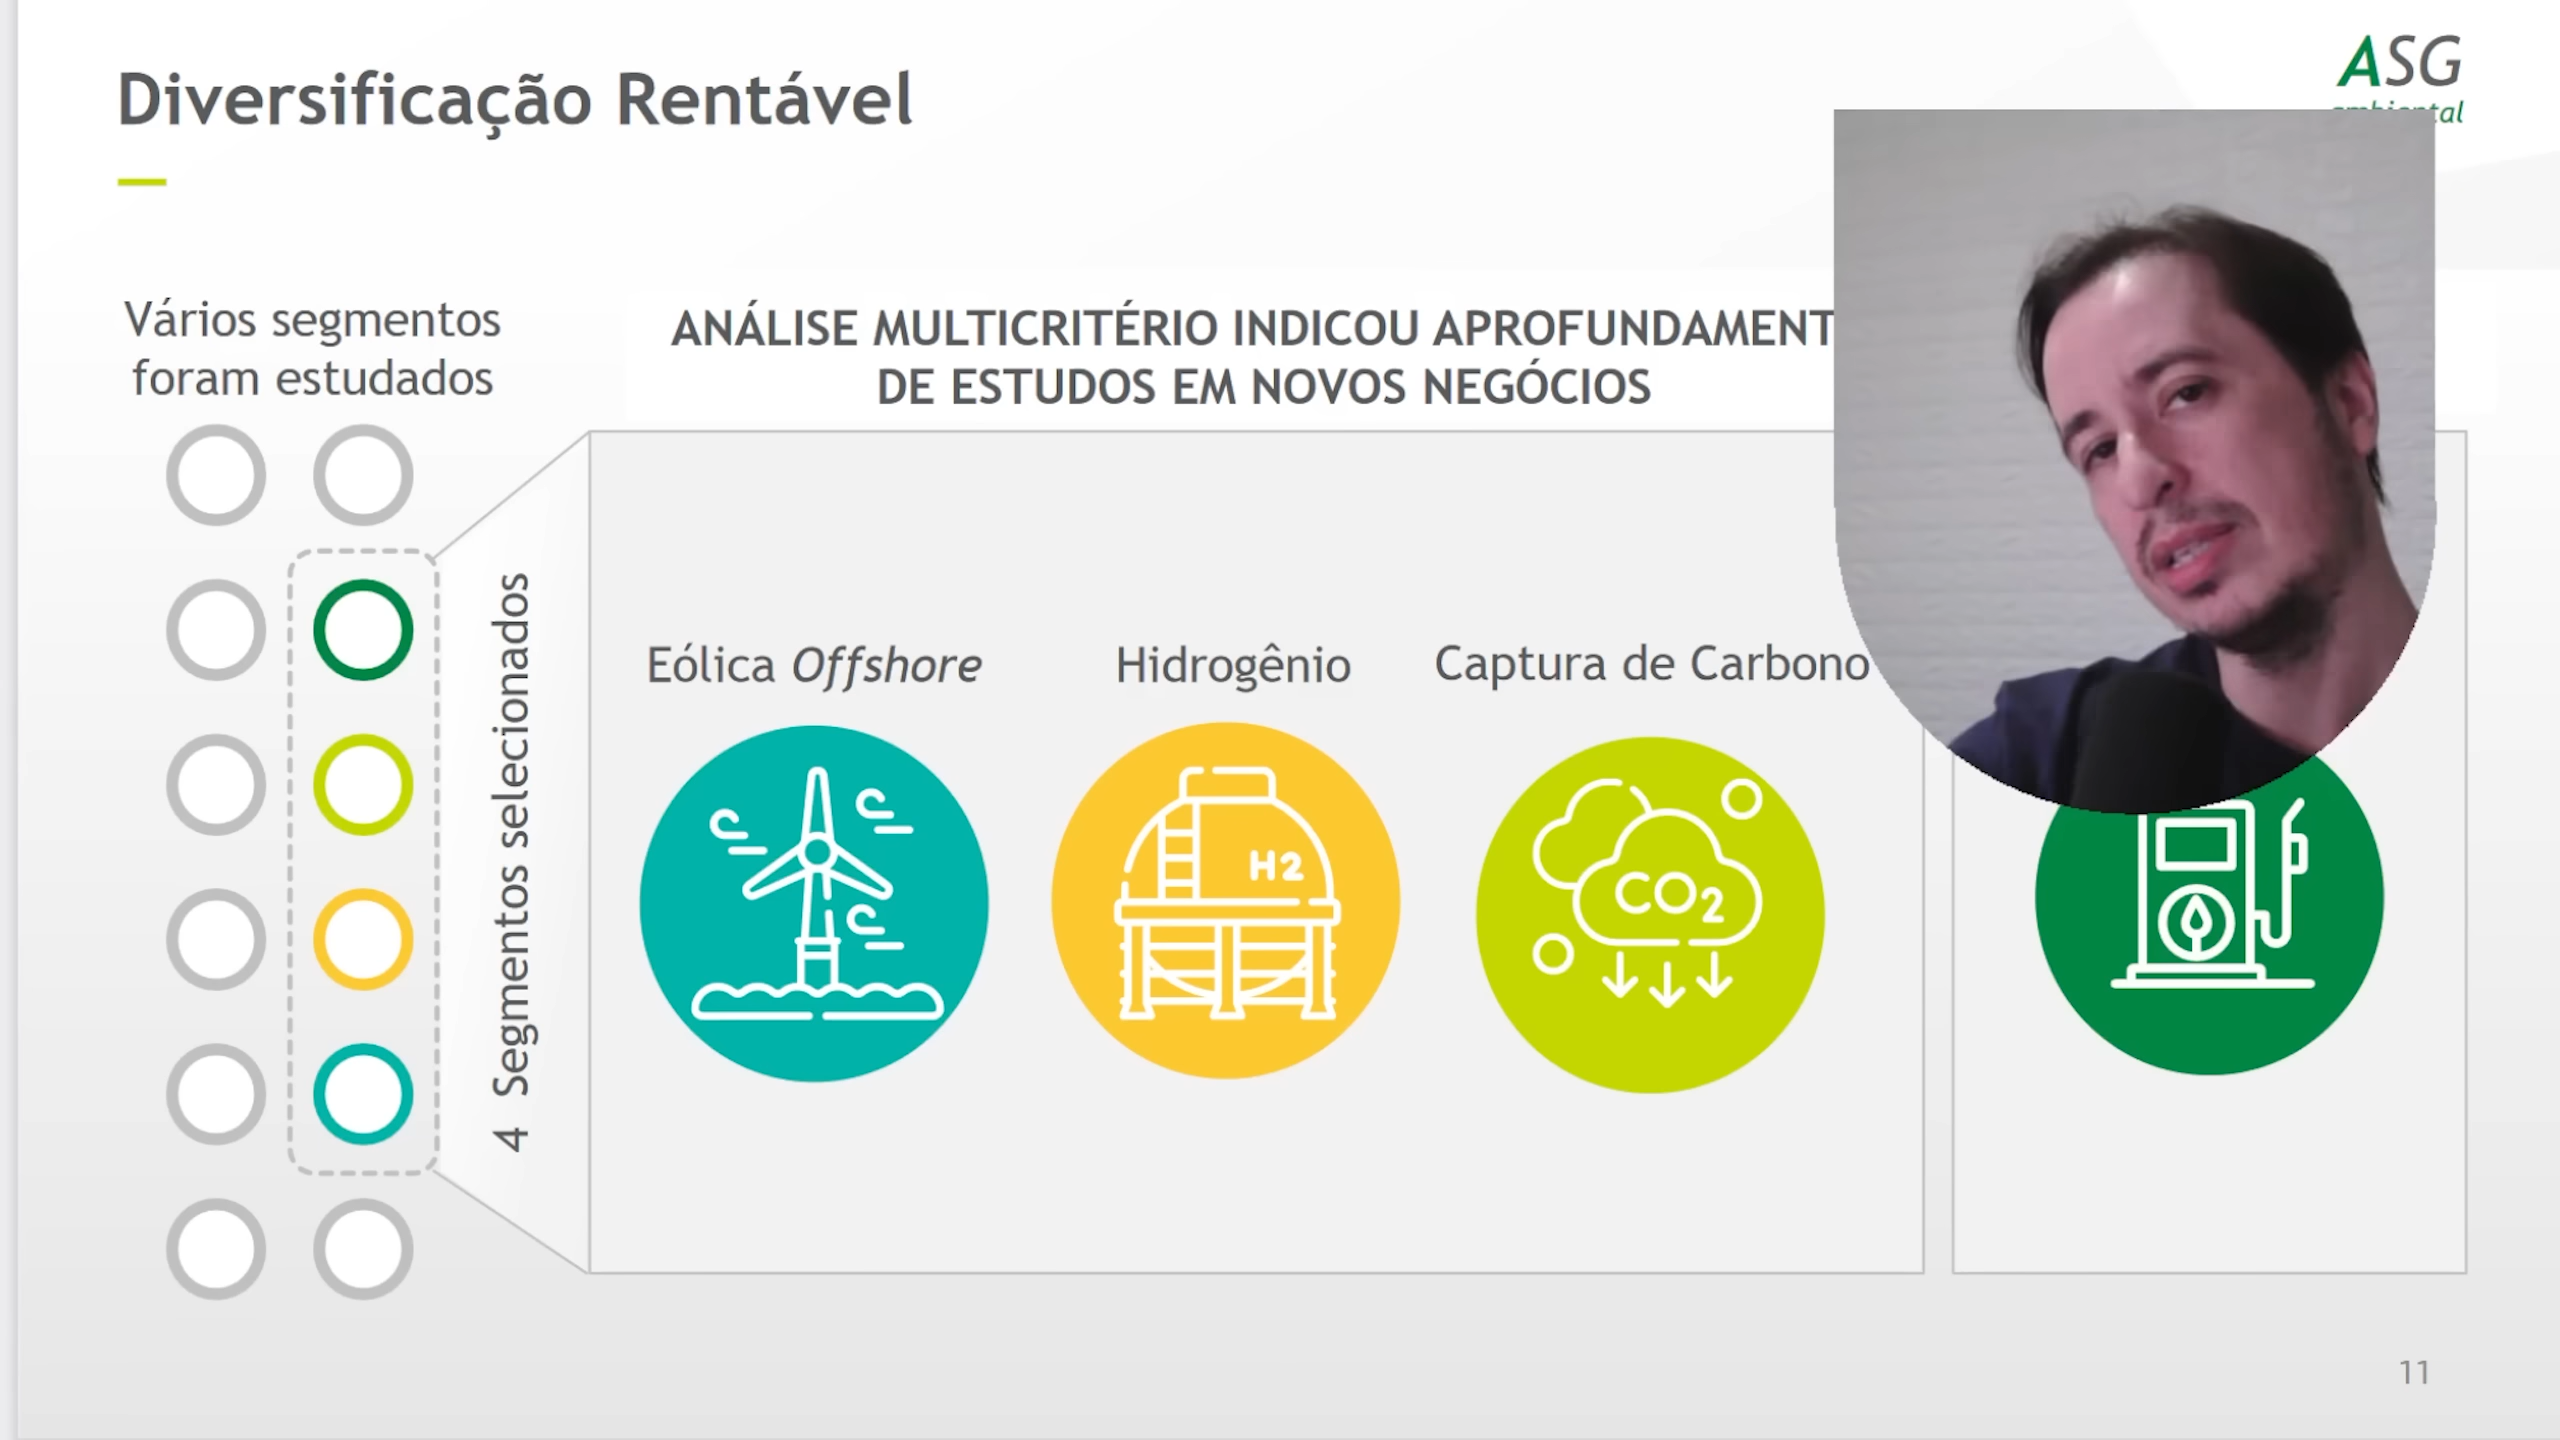 Diversificação Rentável
ASG
Vários segmentos
foram estudados
ANÁLISE MULTICRITÉRIO INDICOU
DE ESTUDOS EM NOVOS NEGÓCIOS
4 Segmentos selecionados
Eólica Offshore
Hidrogênio
Captura de Carbono
H2
CO2
11